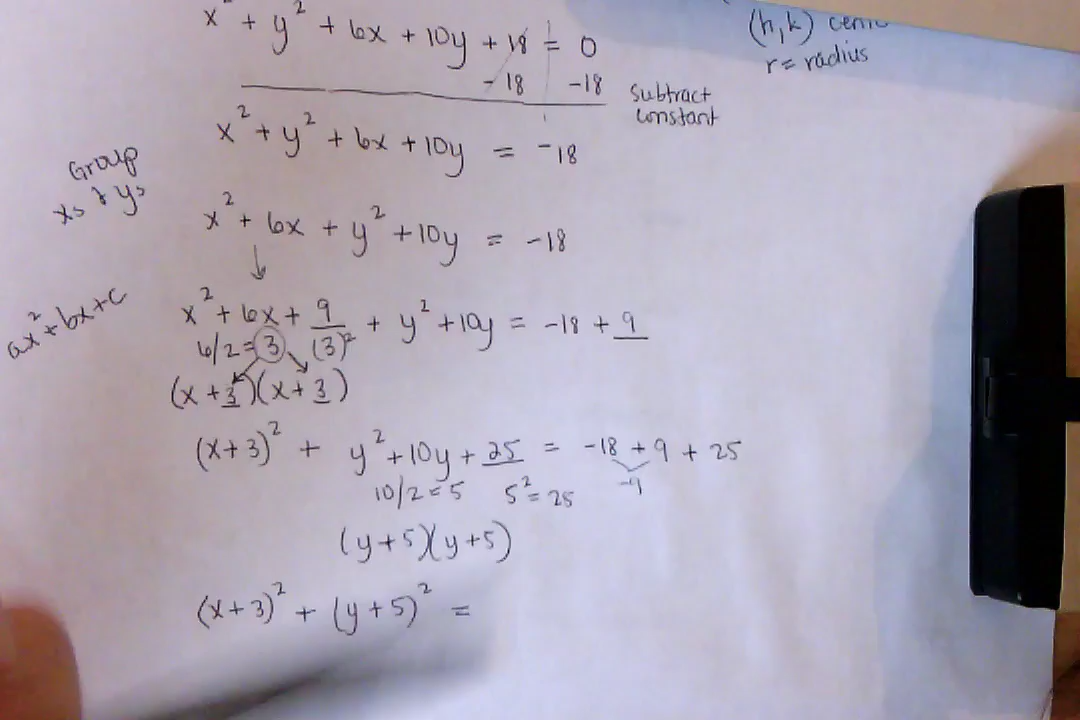 x² + y² + 6x + 10y + 18 = 0
(h,k)
r = radius
-18 -18
Subtract
constant
x² + y² + 6x + 10y = -18
Group
xs & ys
x² + 6x + y² + 10y = -18
ax² + bx + c
x² + 6x + 9 + y² + 10y = -18 + 9
6/2 = 3 (3)²
(x + 3)(x + 3)
(x + 3)² + y² + 10y + 25 = -18 + 9 + 25
10/2 = 5 5² = 25 -9
(y + 5)(y + 5)
(x + 3)² + (y + 5)² =